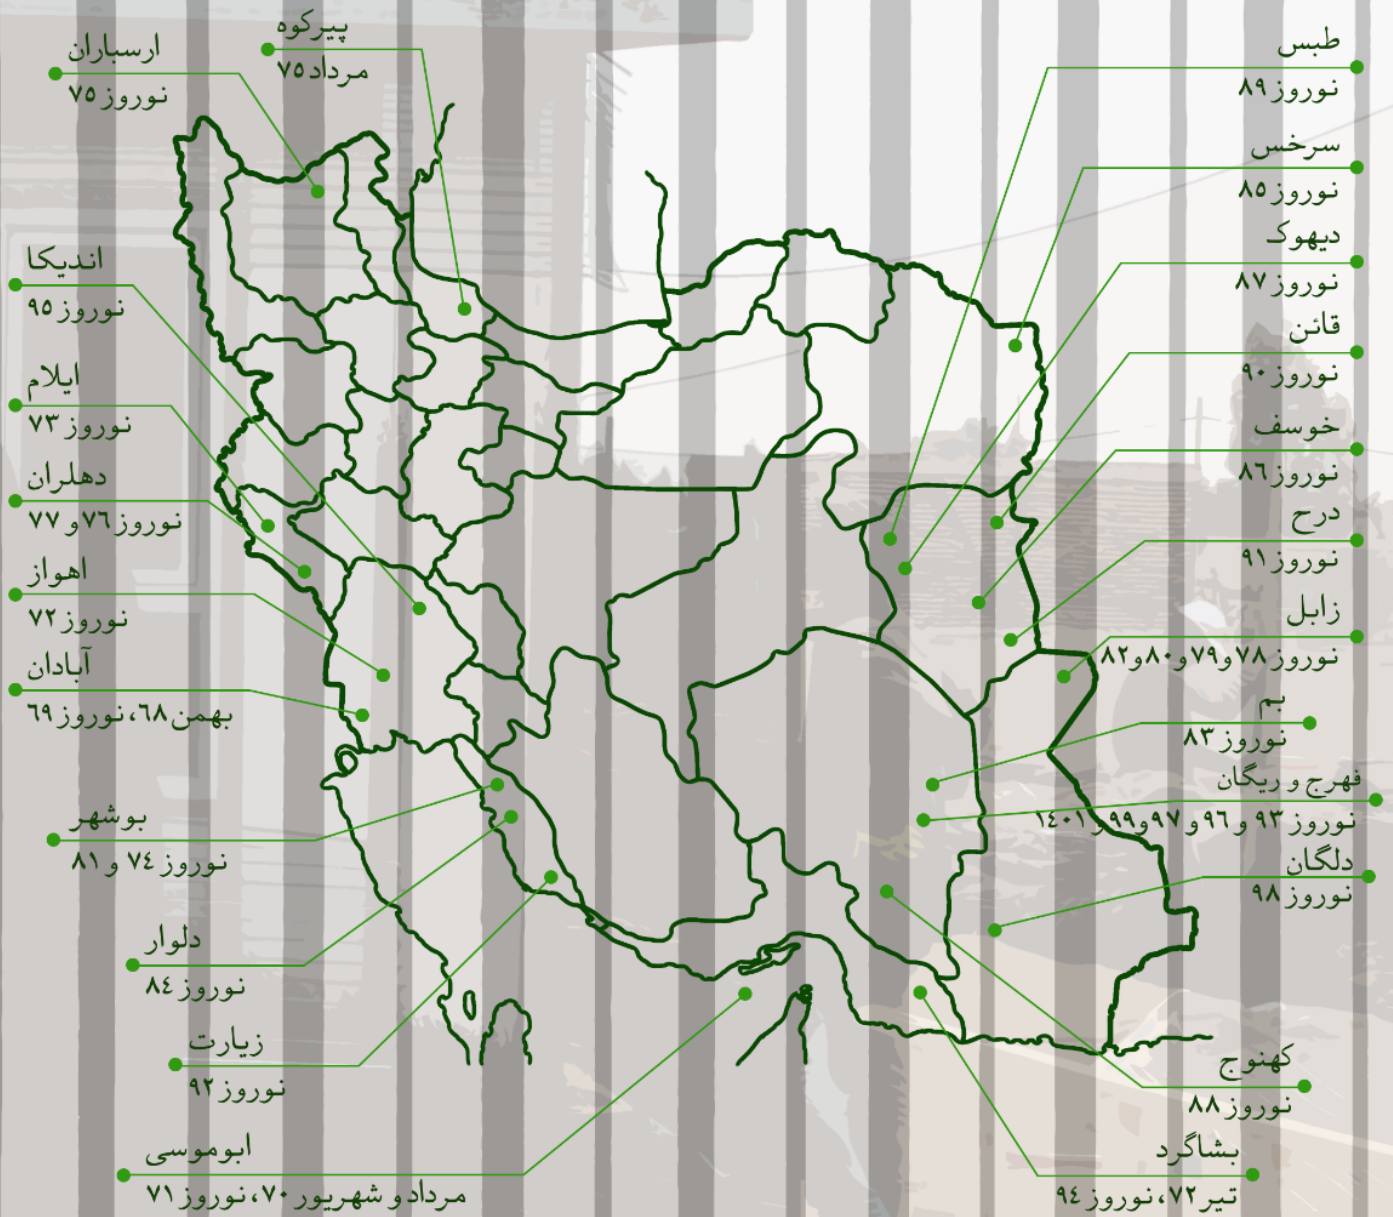 پیرکوه
مرداد ۷۵
ارسباران
نوروز ۷۵
اندیکا
نوروز ۹۵
ایلام
نوروز ۷۳
دهلران
نوروز ۷۶ و ۷۷
اهواز
نوروز ۷۲
آبادان
بهمن ۶۸، نوروز ۶۹
بوشهر
نوروز ۷۴ و ۸۱
دلوار
نوروز ۸۴
زیارت
نوروز ۹۲
ابوموسی
مرداد و شهریور ۷۰، نوروز ۷۱
طبس
نوروز ۸۹
سرخس
نوروز ۸۵
دیهوک
نوروز ۸۷
قائن
نوروز ۹۰
خوسف
نوروز ۸۶
درح
نوروز ۹۱
زابل
نوروز ۷۸ و ۷۹ و ۸۰ و ۸۲
بم
نوروز ۸۳
فهرج و ریگان
نوروز ۹۳ و ۹۶ و ۹۷ و ۹۹ و ۱۴۰۱
دلگان
نوروز ۹۸
کهنوج
نوروز ۸۸
بشاگرد
تیر ۷۲، نوروز ۹۴